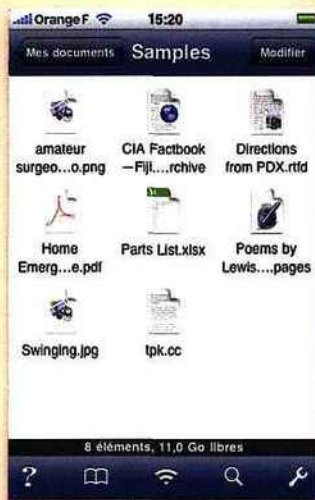 Orange F 15:20
Mes documents Samples Modifier
amateur surgeo...o.png
CIA Factbook –Fiji....rchive
Directions from PDX.rtfd
Home Emerg...e.pdf
Parts List.xlsx
Poems by Lewis....pages
Swinging.jpg
tpk.cc
8 éléments, 11,0 Go libres
?